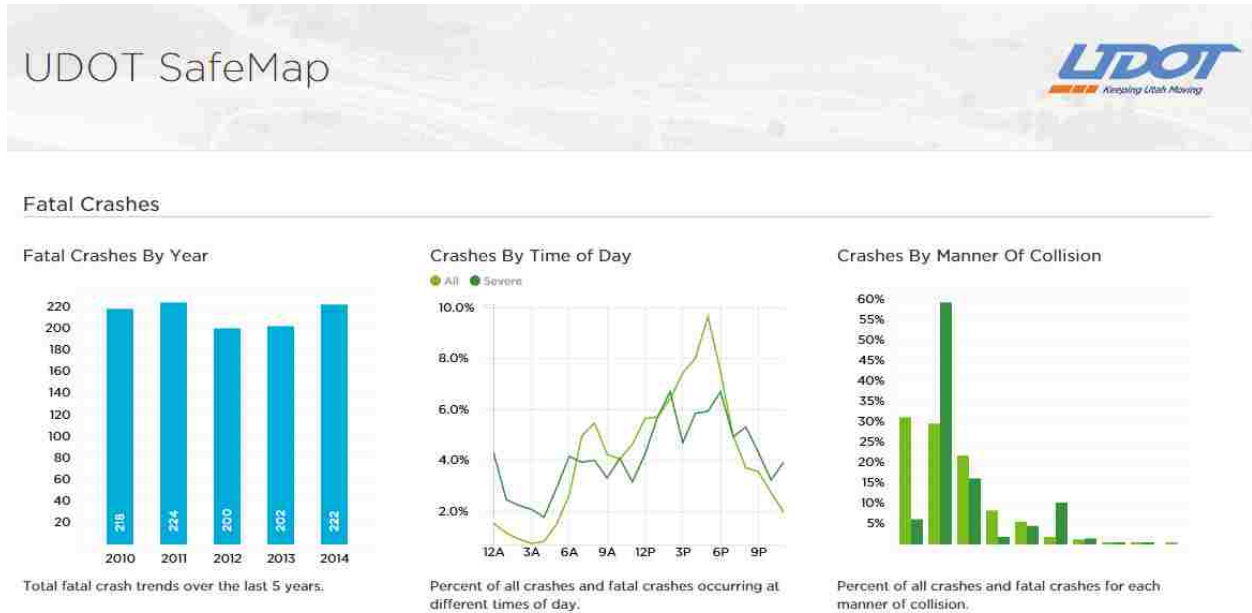 UDOT SafeMap
UDOT
Keeping Utah Moving
Fatal Crashes
Fatal Crashes By Year
220
200
180
160
140
120
100
80
60
40
20
218
224
200
202
222
2010 2011 2012 2013 2014
Total fatal crash trends over the last 5 years.
Crashes By Time of Day
All Severe
10.0%
8.0%
6.0%
4.0%
2.0%
12A 3A 6A 9A 12P 3P 6P 9P
Percent of all crashes and fatal crashes occurring at
different times of day.
Crashes By Manner Of Collision
60%
55%
50%
45%
40%
35%
30%
25%
20%
15%
10%
5%
Percent of all crashes and fatal crashes for each
manner of collision.